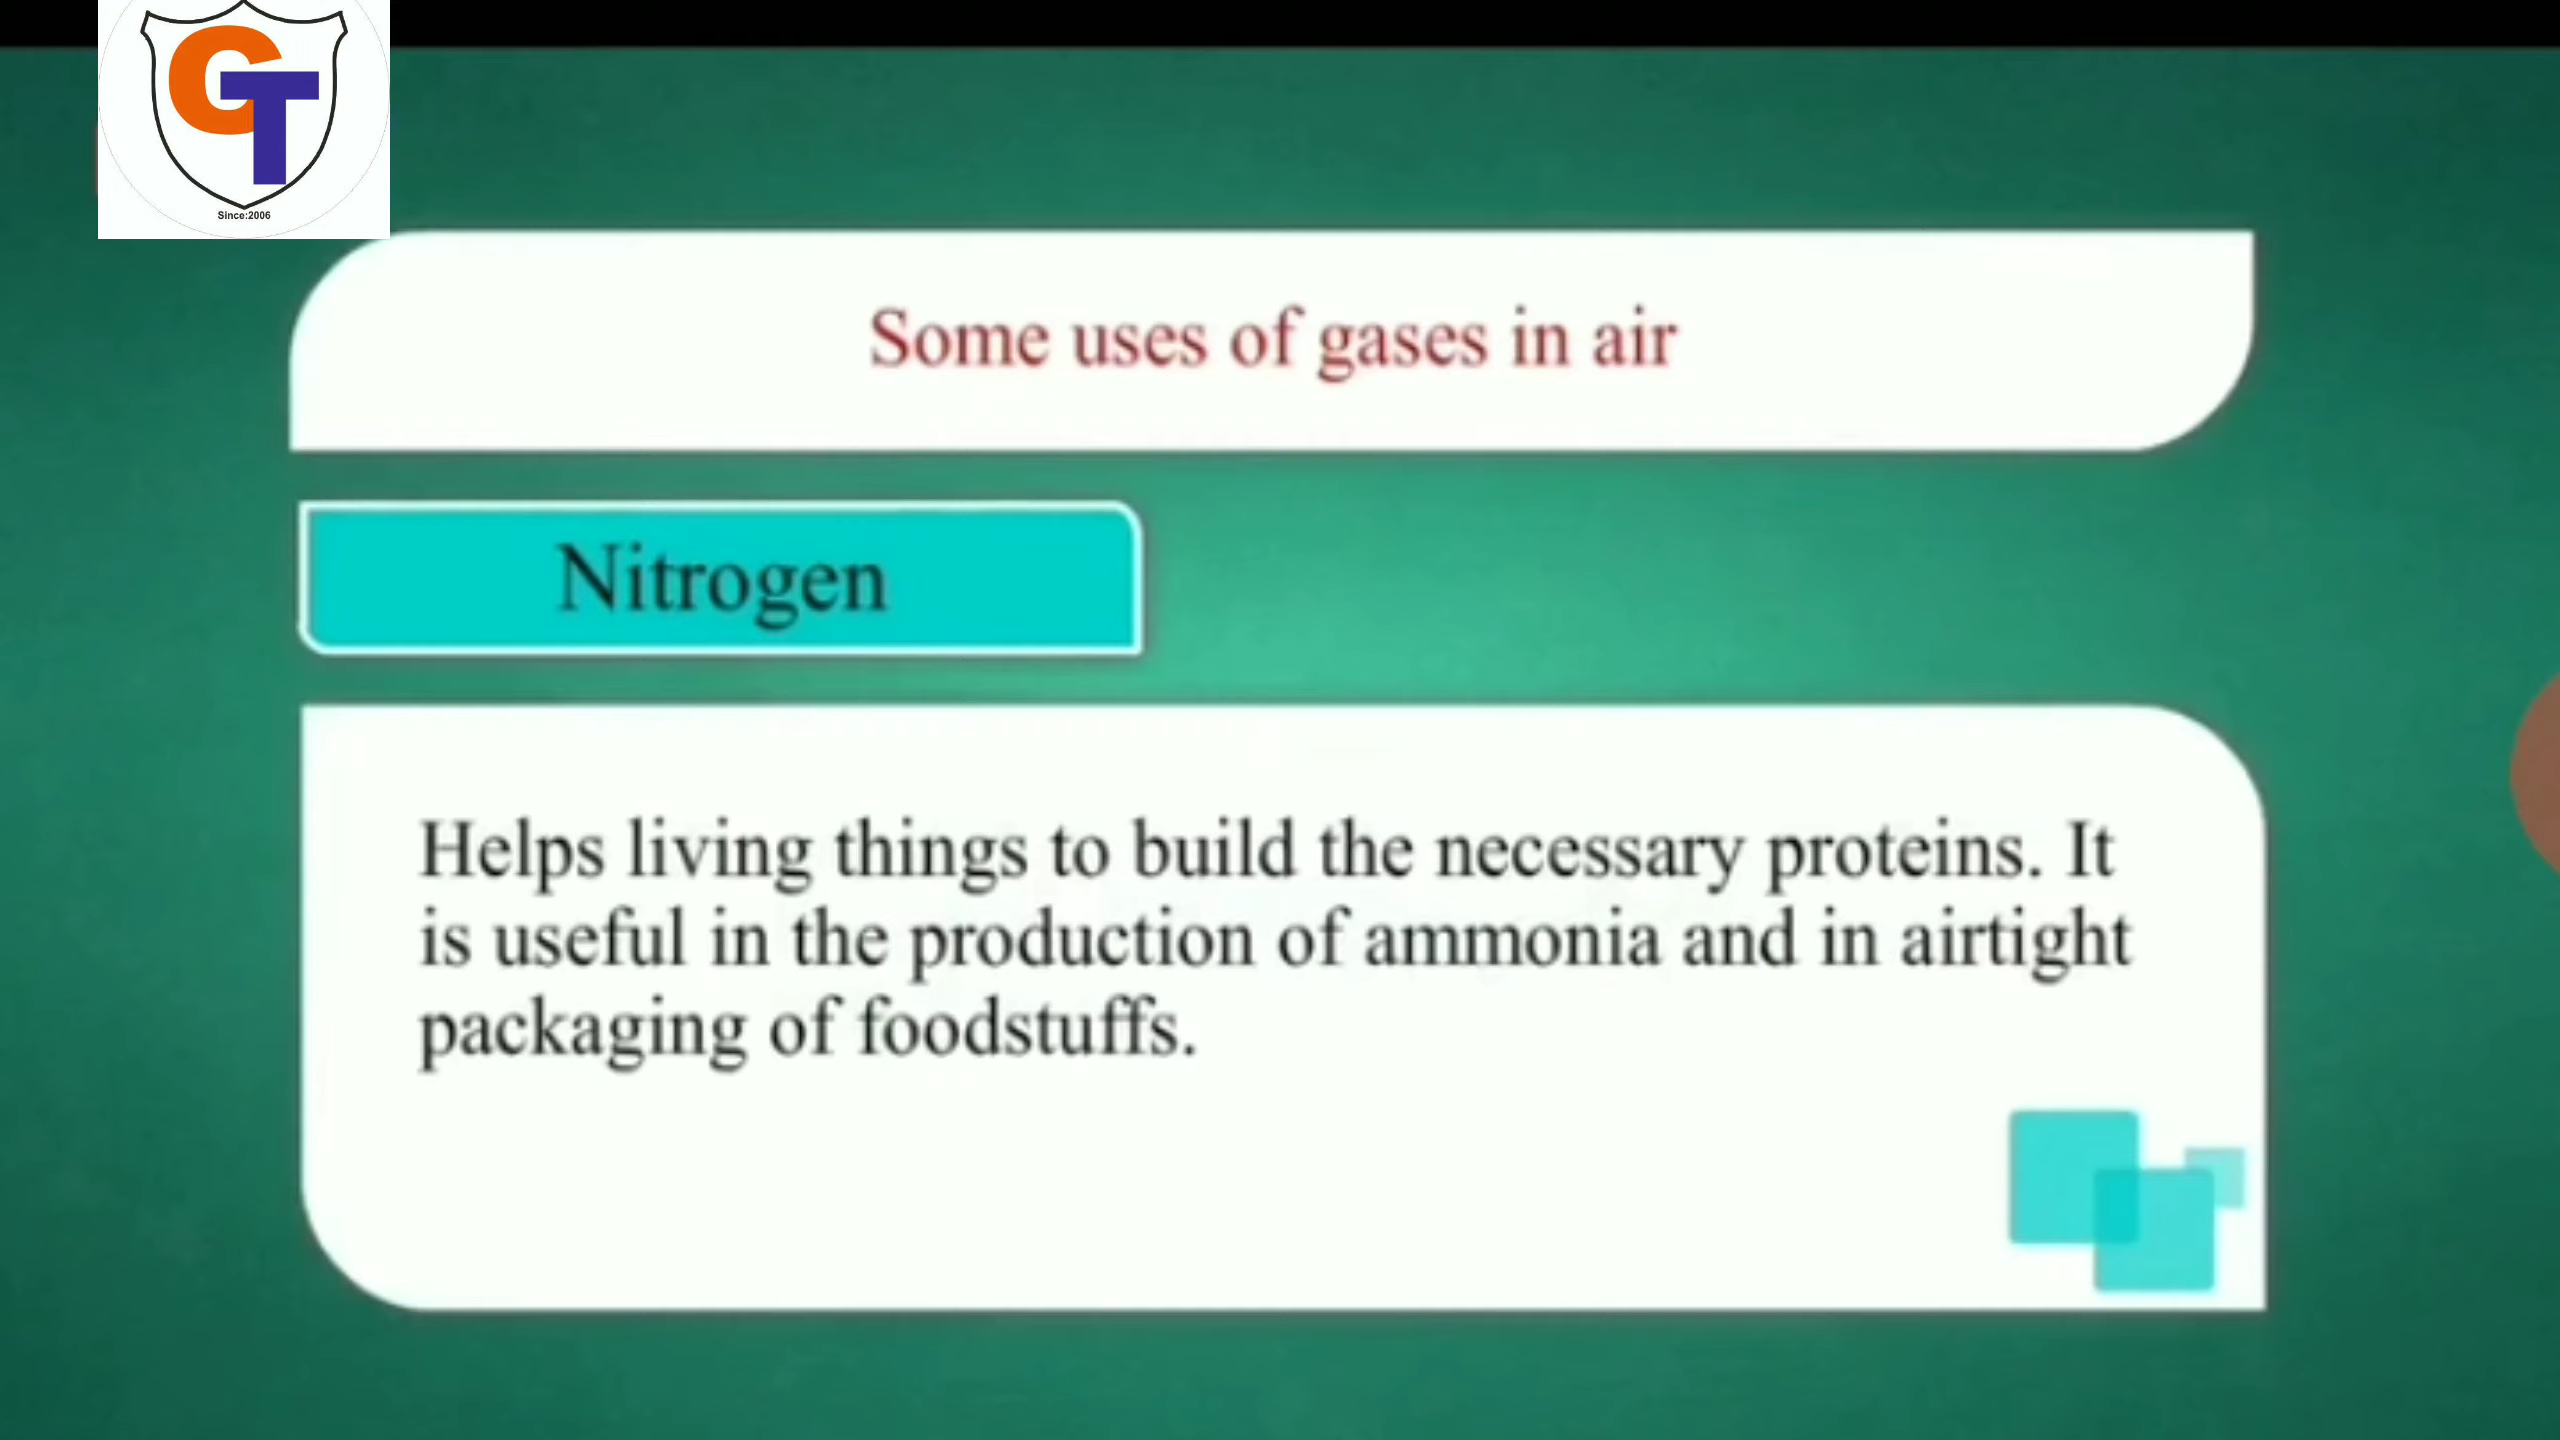 GT
Since:2006
Some uses of gases in air
Nitrogen
Helps living things to build the necessary proteins. It
is useful in the production of ammonia and in airtight
packaging of foodstuffs.